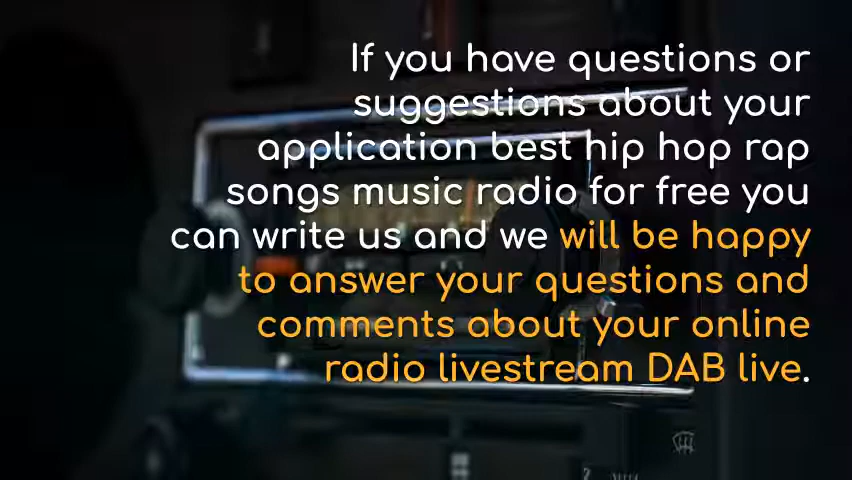 If you have questions or
suggestions about your
application best hip hop rap
songs music radio for free you
can write us and we will be happy
to answer your questions and
comments about your online
radio livestream DAB live.